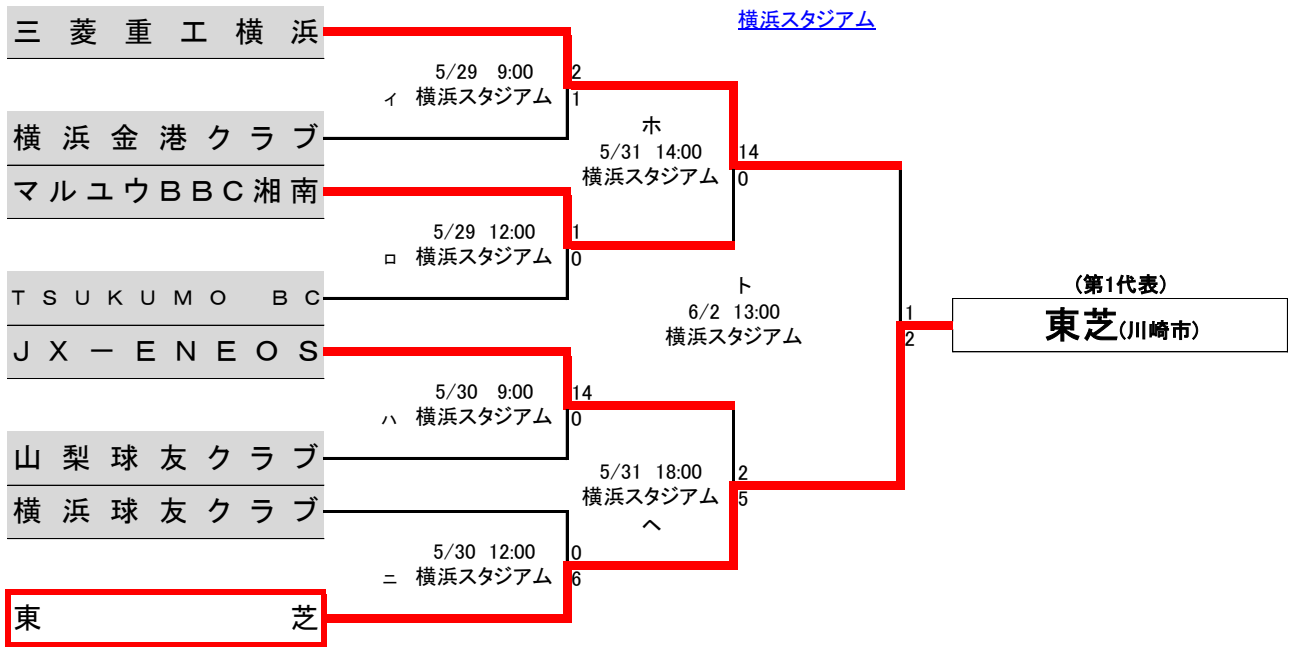 横浜スタジアム
三菱重工横浜
5/29 9:00
2
イ 横浜スタジアム
1
横浜金港クラブ
ホ
5/31 14:00
14
横浜スタジアム
0
マルユウBBC湘南
5/29 12:00
1
ロ 横浜スタジアム
0
TSUKUMO BC
ト
6/2 13:00
横浜スタジアム
1
2
(第1代表)
東芝(川崎市)
JX-ENEOS
5/30 9:00
14
ハ 横浜スタジアム
0
山梨球友クラブ
5/31 18:00
2
横浜スタジアム
5
ヘ
横浜球友クラブ
5/30 12:00
0
ニ 横浜スタジアム
6
東芝